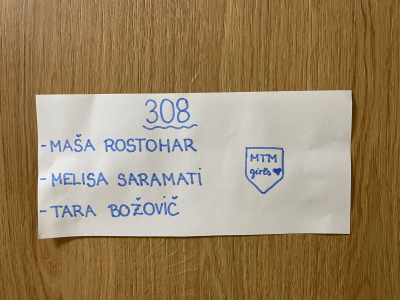 308
- MAŠA ROSTOHAR
- MELISA SARAMATI
- TARA BOŽOVIČ
MTM
girls ♥